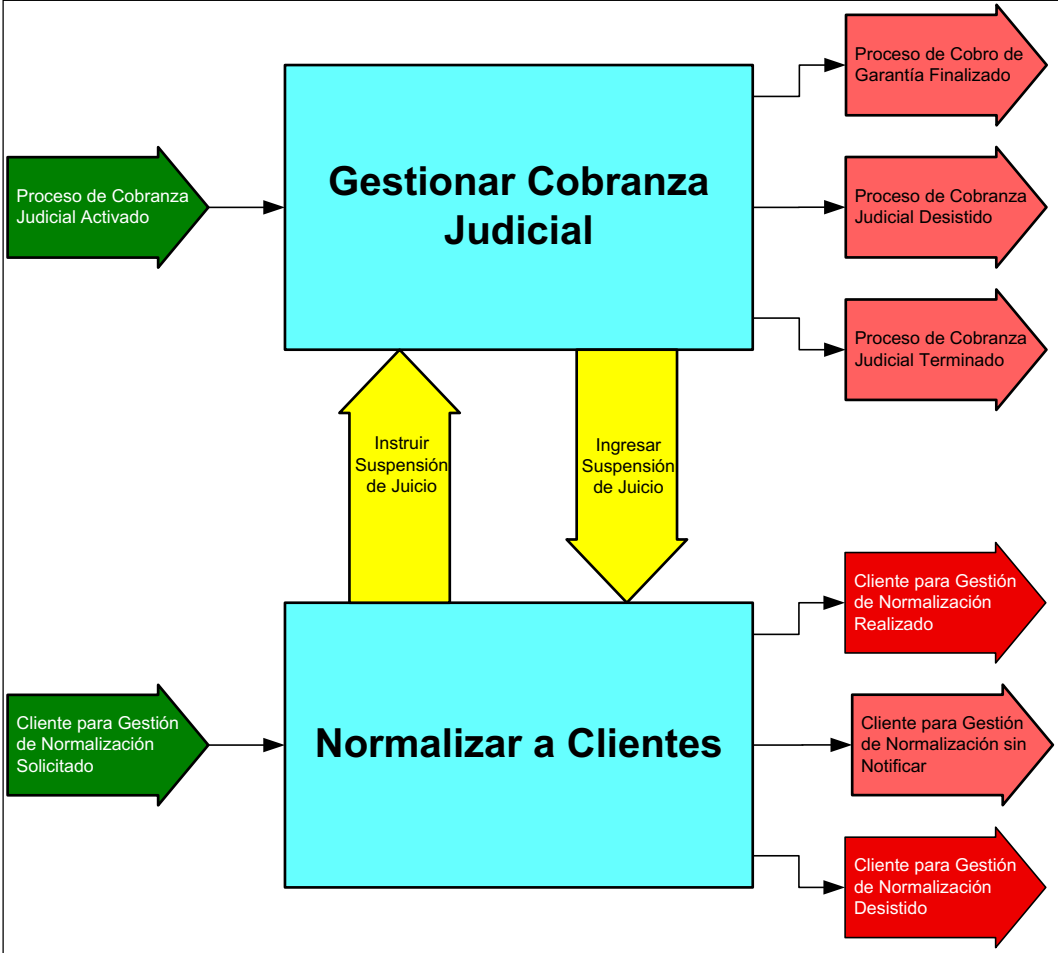 Proceso de Cobro de
Garantía Finalizado
Gestionar Cobranza
Judicial
Proceso de Cobranza
Judicial Activado
Proceso de Cobranza
Judicial Desistido
Proceso de Cobranza
Judicial Terminado
Instruir
Suspensión
de Juicio
Ingresar
Suspensión
de Juicio
Cliente para Gestión
de Normalización
Realizado
Cliente para Gestión
de Normalización
Solicitado
Normalizar a Clientes
Cliente para Gestión
de Normalización sin
Notificar
Cliente para Gestión
de Normalización
Desistido